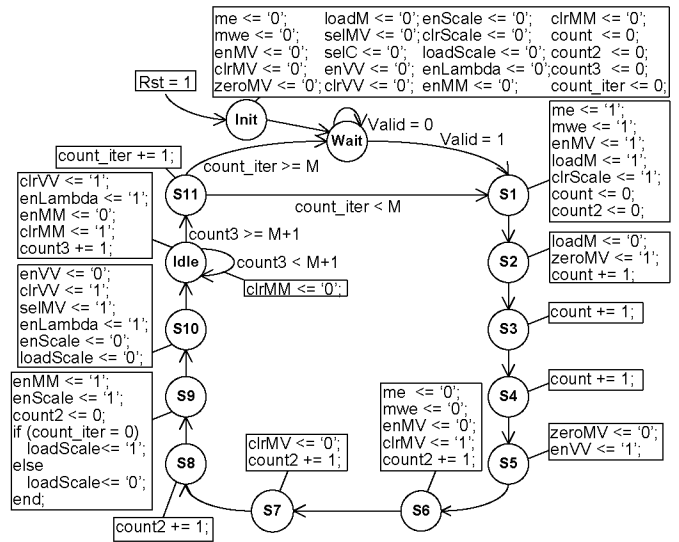 me <= ‘0’; loadM <= ‘0’; enScale <= ‘0’; clrMM <= ‘0’;
mwe <= ‘0’; selMV <= ‘0’; clrScale <= ‘0’; count <= 0;
enMV <= ‘0’; selC <= ‘0’; loadScale <= ‘0’; count2 <= 0;
clrMV <= ‘0’; enVV <= ‘0’; enLambda <= ‘0’; count3 <= 0;
zeroMV <= ‘0’; clrVV <= ‘0’; enMM <= ‘0’; count_iter <= 0;
Rst = 1
Init
Wait
Valid = 0
Valid = 1
me <= ‘1’;
mwe <= ‘1’;
enMV <= ‘1’;
loadM <= ‘1’;
clrScale <= ‘1’;
count <= 0;
count2 <= 0;
S1
loadM <= ‘0’;
zeroMV <= ‘1’;
count += 1;
S2
count += 1;
S3
count += 1;
S4
zeroMV <= ‘0’;
enVV <= ‘1’;
S5
me <= ‘0’;
mwe <= ‘0’;
enMV <= ‘0’;
clrMV <= ‘1’;
count2 += 1;
S6
clrMV <= ‘0’;
count2 += 1;
S7
S8
count2 += 1;
enMM <= ‘1’;
enScale <= ‘1’;
count2 <= 0;
if (count_iter = 0)
loadScale<= ‘1’;
else
loadScale<= ‘0’;
end;
S9
enVV <= ‘0’;
clrVV <= ‘1’;
selMV <= ‘1’;
enLambda <= ‘1’;
enScale <= ‘0’;
loadScale <= ‘0’;
S10
clrVV <= ‘1’;
enLambda <= ‘1’;
enMM <= ‘0’;
clrMM <= ‘1’;
count3 += 1;
Idle
count3 >= M+1
count3 < M+1
clrMM <= ‘0’;
count_iter += 1;
S11
count_iter >= M
count_iter < M